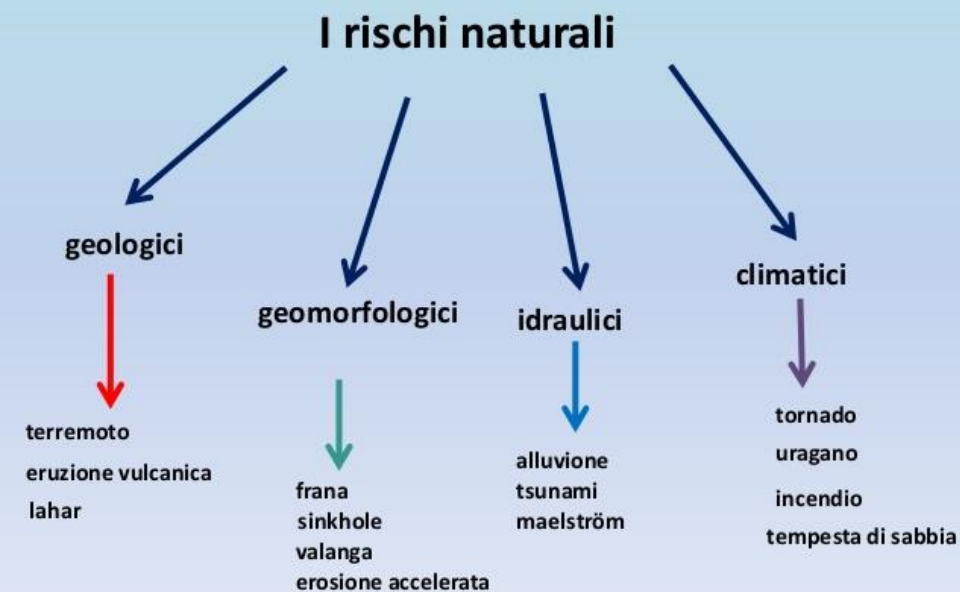 I rischi naturali
geologici
terremoto
eruzione vulcanica
lahar
geomorfologici
frana
sinkhole
valanga
erosione accelerata
idraulici
alluvione
tsunami
maelström
climatici
tornado
uragano
incendio
tempesta di sabbia